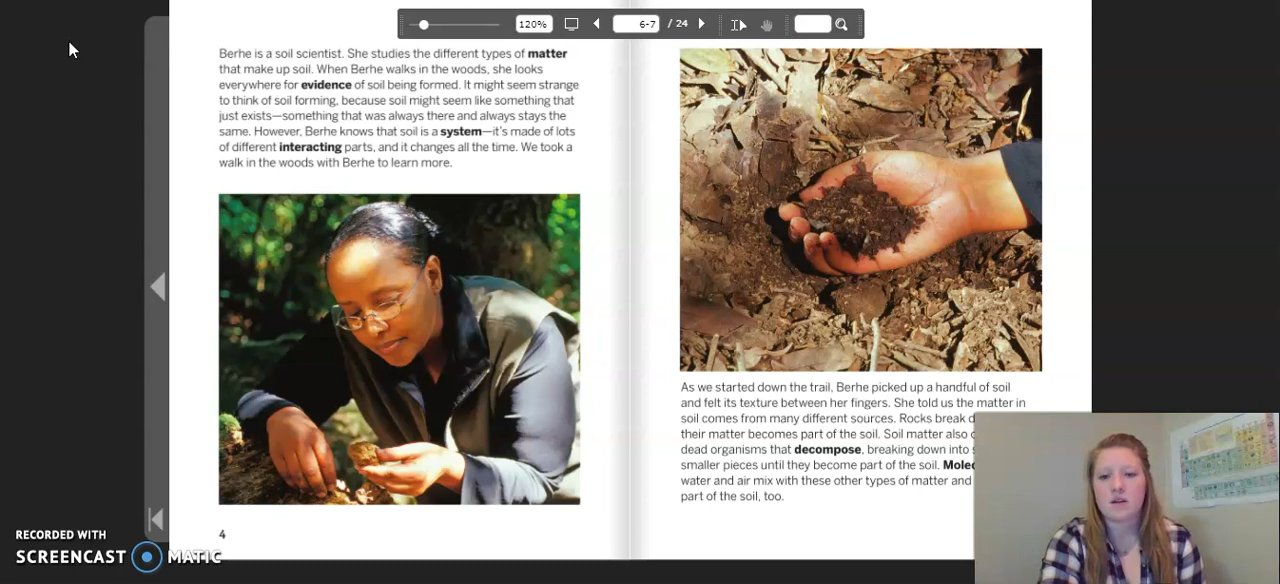 120%
6-7 / 24
Berhe is a soil scientist. She studies the different types of matter
that make up soil. When Berhe walks in the woods, she looks
everywhere for evidence of soil being formed. It might seem strange
to think of soil forming, because soil might seem like something that
just exists—something that was always there and always stays the
same. However, Berhe knows that soil is a system—it's made of lots
of different interacting parts, and it changes all the time. We took a
walk in the woods with Berhe to learn more.
4
As we started down the trail, Berhe picked up a handful of soil
and felt its texture between her fingers. She told us the matter in
soil comes from many different sources. Rocks break
their matter becomes part of the soil. Soil matter also
dead organisms that decompose, breaking down into
smaller pieces until they become part of the soil.
water and air mix with these other types of matter and
part of the soil, too.
RECORDED WITH
SCREENCAST MATIC